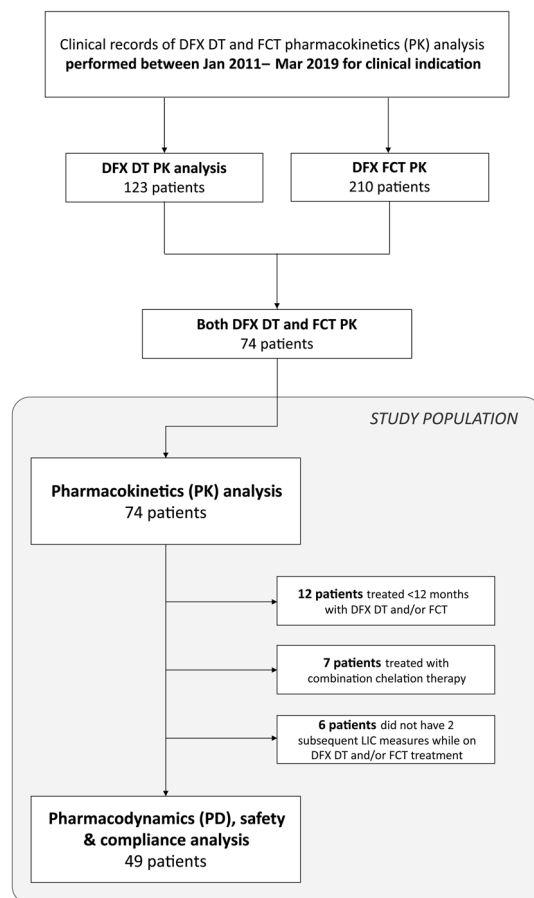 Clinical records of DFX DT and FCT pharmacokinetics (PK) analysis
performed between Jan 2011– Mar 2019 for clinical indication
DFX DT PK analysis
123 patients
DFX FCT PK
210 patients
Both DFX DT and FCT PK
74 patients
STUDY POPULATION
Pharmacokinetics (PK) analysis
74 patients
12 patients treated <12 months
with DFX DT and/or FCT
7 patients treated with
combination chelation therapy
6 patients did not have 2
subsequent LIC measures while on
DFX DT and/or FCT treatment
Pharmacodynamics (PD), safety
& compliance analysis
49 patients